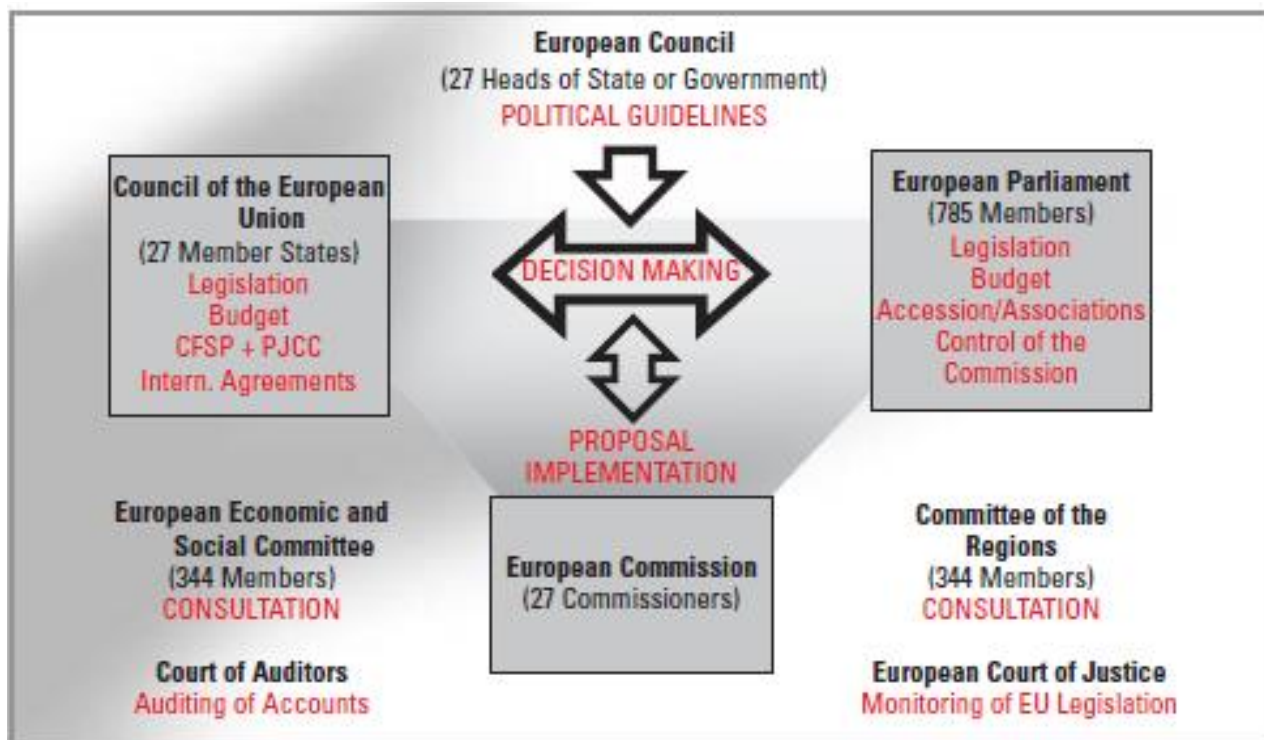 European Council
(27 Heads of State or Government)
POLITICAL GUIDELINES
Council of the European
Union
(27 Member States)
Legislation
Budget
CFSP + PJCC
Intern. Agreements
DECISION MAKING
European Parliament
(785 Members)
Legislation
Budget
Accession/Associations
Control of the
Commission
PROPOSAL
IMPLEMENTATION
European Economic and
Social Committee
(344 Members)
CONSULTATION
European Commission
(27 Commissioners)
Committee of the
Regions
(344 Members)
CONSULTATION
Court of Auditors
Auditing of Accounts
European Court of Justice
Monitoring of EU Legislation